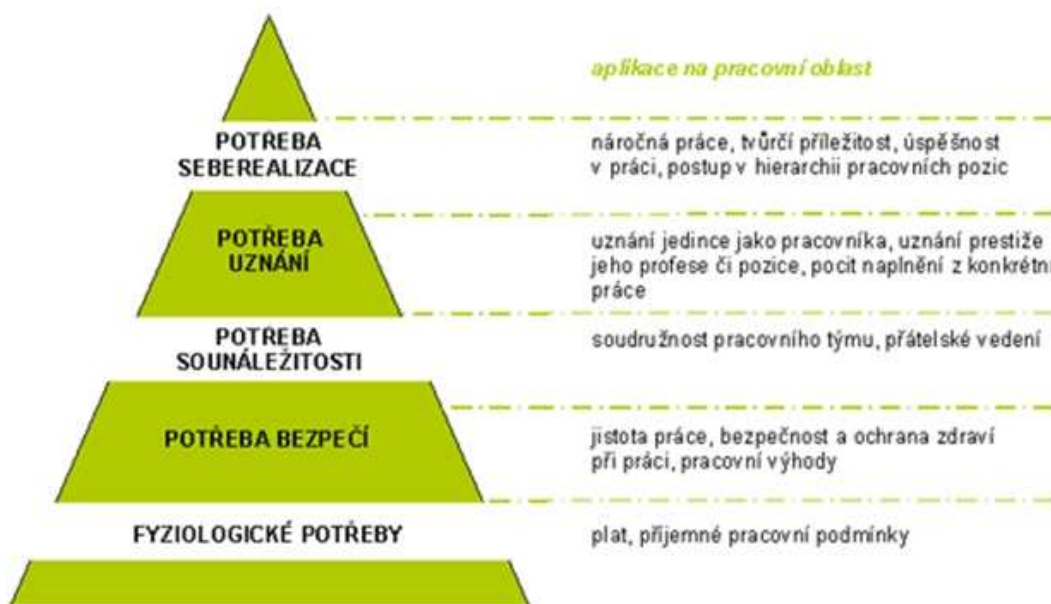 aplikace na pracovní oblast
POTŘEBA
SEBEREALIZACE
náročná práce, tvůrčí příležitost, úspěšnost
v práci, postup v hierarchii pracovních pozic
POTŘEBA
UZNÁNÍ
uznání jedince jako pracovníka, uznání prestiže
jeho profese či pozice, pocit naplnění z konkrétní
práce
POTŘEBA
SOUNÁLEŽITOSTI
soudružnost pracovního týmu, přátelské vedení
POTŘEBA BEZPEČÍ
jistota práce, bezpečnost a ochrana zdraví
při práci, pracovní výhody
FYZIOLOGICKÉ POTŘEBY
plat, příjemné pracovní podmínky